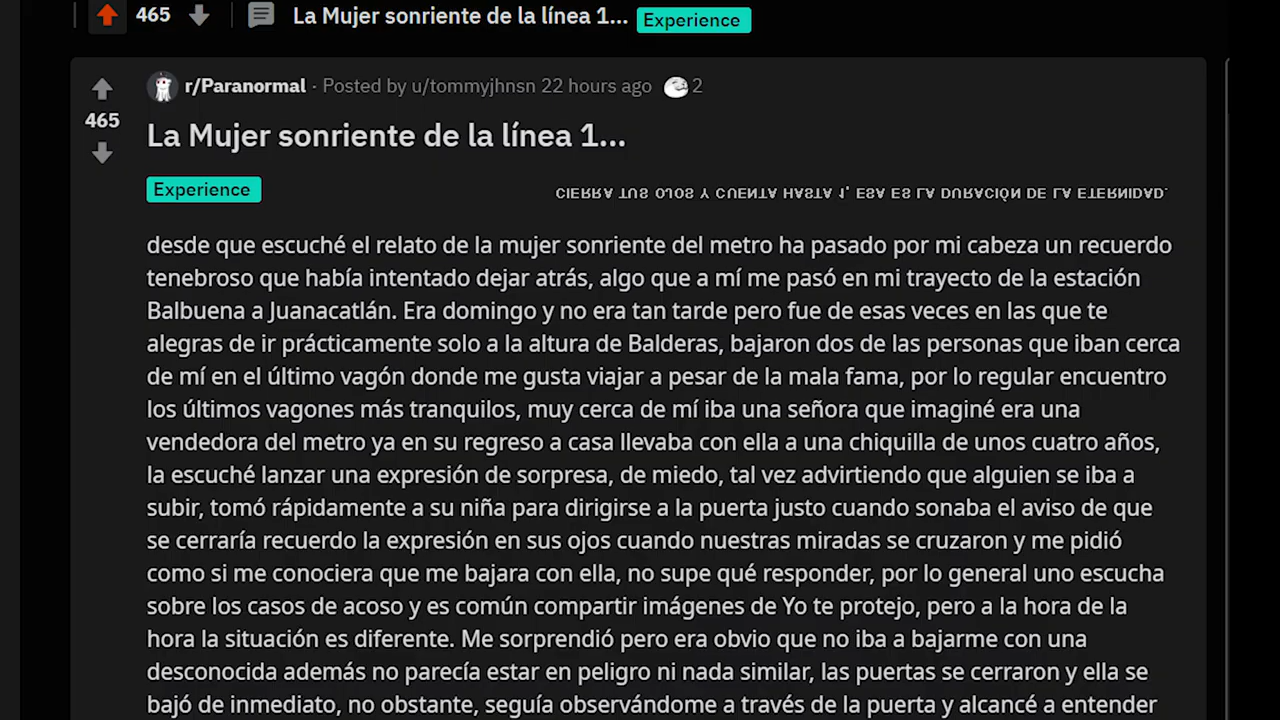 465 La Mujer sonriente de la línea 1... Experience
r/Paranormal · Posted by u/tommyjhnsn 22 hours ago 2
465
La Mujer sonriente de la línea 1...
Experience
CIERRA TUS OJOS Y CUENTA HASTA 1, ESA ES LA DURACIÓN DE LA ETERNIDAD.
desde que escuché el relato de la mujer sonriente del metro ha pasado por mi cabeza un recuerdo
tenebroso que había intentado dejar atrás, algo que a mí me pasó en mi trayecto de la estación
Balbuena a Juanacatlán. Era domingo y no era tan tarde pero fue de esas veces en las que te
alegras de ir prácticamente solo a la altura de Balderas, bajaron dos de las personas que iban cerca
de mí en el último vagón donde me gusta viajar a pesar de la mala fama, por lo regular encuentro
los últimos vagones más tranquilos, muy cerca de mí iba una señora que imaginé era una
vendedora del metro ya en su regreso a casa llevaba con ella a una chiquilla de unos cuatro años,
la escuché lanzar una expresión de sorpresa, de miedo, tal vez advirtiendo que alguien se iba a
subir, tomó rápidamente a su niña para dirigirse a la puerta justo cuando sonaba el aviso de que
se cerraría recuerdo la expresión en sus ojos cuando nuestras miradas se cruzaron y me pidió
como si me conociera que me bajara con ella, no supe qué responder, por lo general uno escucha
sobre los casos de acoso y es común compartir imágenes de Yo te protejo, pero a la hora de la
hora la situación es diferente. Me sorprendió pero era obvio que no iba a bajarme con una
desconocida además no parecía estar en peligro ni nada similar, las puertas se cerraron y ella se
bajó de inmediato, no obstante, seguía observándome a través de la puerta y alcancé a entender